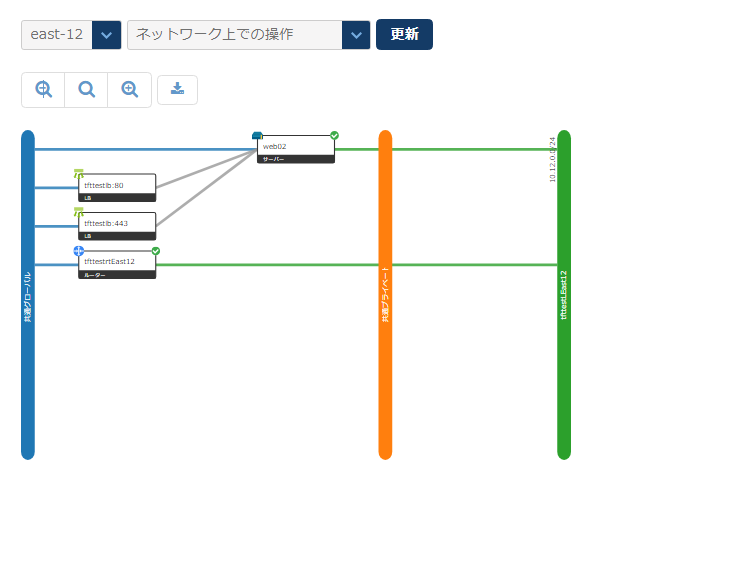 east-12
ネットワーク上での操作
更新
web02
サーバー
tfttestlb:80
LB
tfttestlb:443
LB
tfttestrtEast12
ルーター
共通グローバル
共通プライベート
10.12.0.0/24
tfttestLEast12